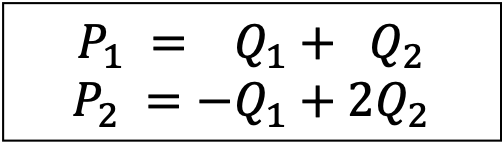 P₁ = Q₁ + Q₂
P₂ = −Q₁ + 2Q₂